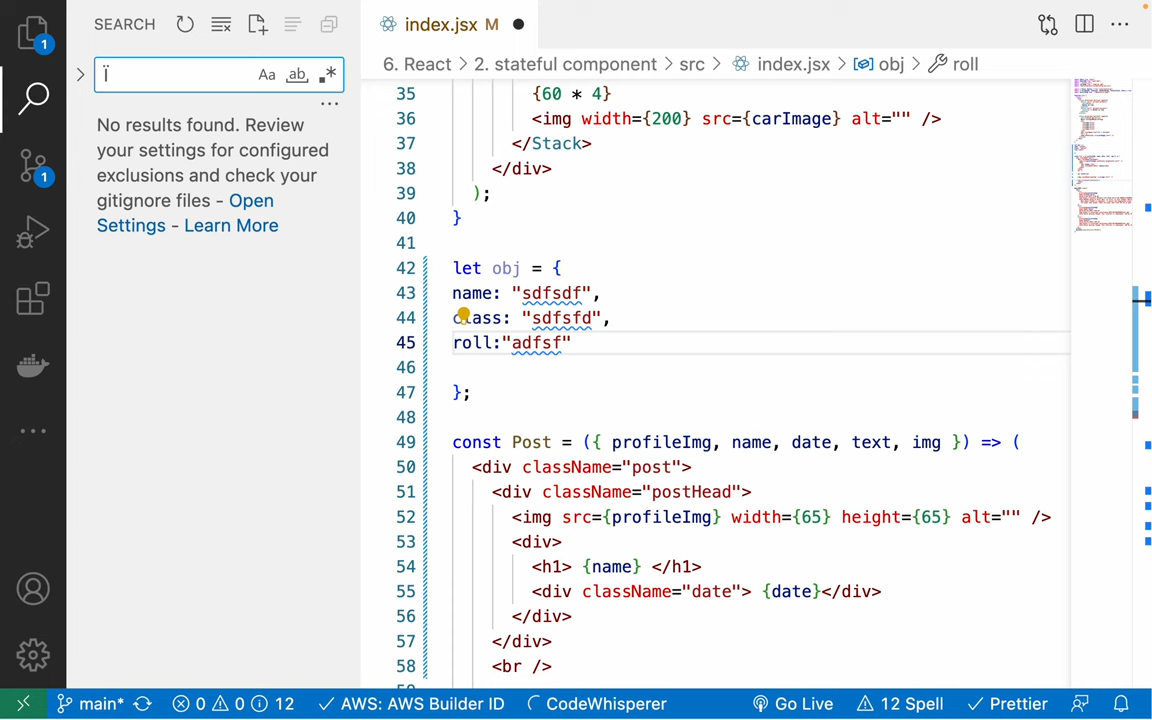 SEARCH
index.jsx M
6. React > 2. stateful component > src > index.jsx > obj > roll
Ï
Aa ab .*
...
No results found. Review
your settings for configured
exclusions and check your
gitignore files - Open
Settings - Learn More
1
1
35 {60 * 4}
36 <img width={200} src={carImage} alt="" />
37 </Stack>
38 </div>
39 );
40 }
41
42 let obj = {
43 name: "sdfsdf",
44 class: "sdfsfd",
45 roll:"adfsf"
46
47 };
48
49 const Post = ({ profileImg, name, date, text, img }) => (
50 <div className="post">
51 <div className="postHead">
52 <img src={profileImg} width={65} height={65} alt="" />
53 <div>
54 <h1> {name} </h1>
55 <div className="date"> {date}</div>
56 </div>
57 </div>
58 <br />
main* 0 0 12 AWS: AWS Builder ID CodeWhisperer Go Live 12 Spell Prettier